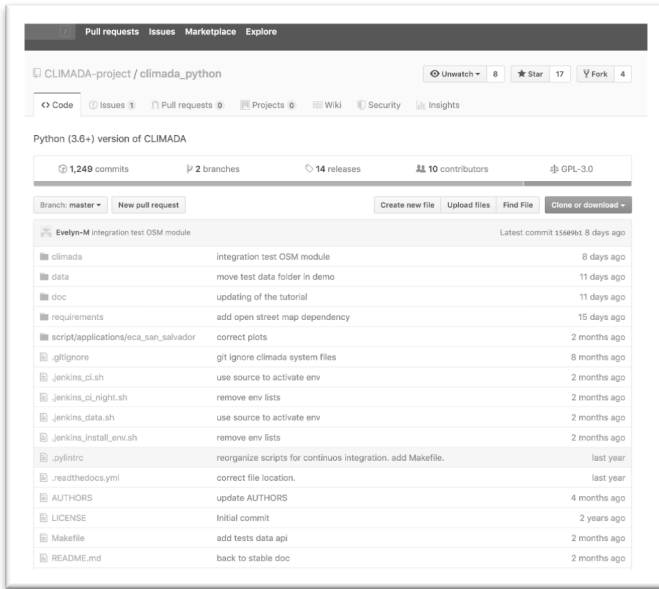 Pull requests Issues Marketplace Explore
CLIMADA-project / climada_python
Unwatch 8 Star 17 Fork 4
Code Issues 1 Pull requests 0 Projects 0 Wiki Security Insights
Python (3.6+) version of CLIMADA
1,249 commits 2 branches 14 releases 10 contributors GPL-3.0
Branch: master New pull request Create new file Upload files Find File Clone or download
Evelyn-M integration test OSM module Latest commit 15609b1 8 days ago
climada integration test OSM module 8 days ago
data move test data folder in demo 11 days ago
doc updating of the tutorial 11 days ago
requirements add open street map dependency 15 days ago
script/applications/eca_san_salvador correct plots 2 months ago
.gitignore git ignore climada system files 8 months ago
.jenkins_ci.sh use source to activate env 2 months ago
.jenkins_ci_night.sh remove env lists 2 months ago
.jenkins_data.sh use source to activate env 2 months ago
.jenkins_install_env.sh remove env lists 2 months ago
.pylintrc reorganize scripts for continuos integration. add Makefile. last year
.readthedocs.yml correct file location. last year
AUTHORS update AUTHORS 4 months ago
LICENSE Initial commit 2 years ago
Makefile add tests data api 2 months ago
README.md back to stable doc 2 months ago